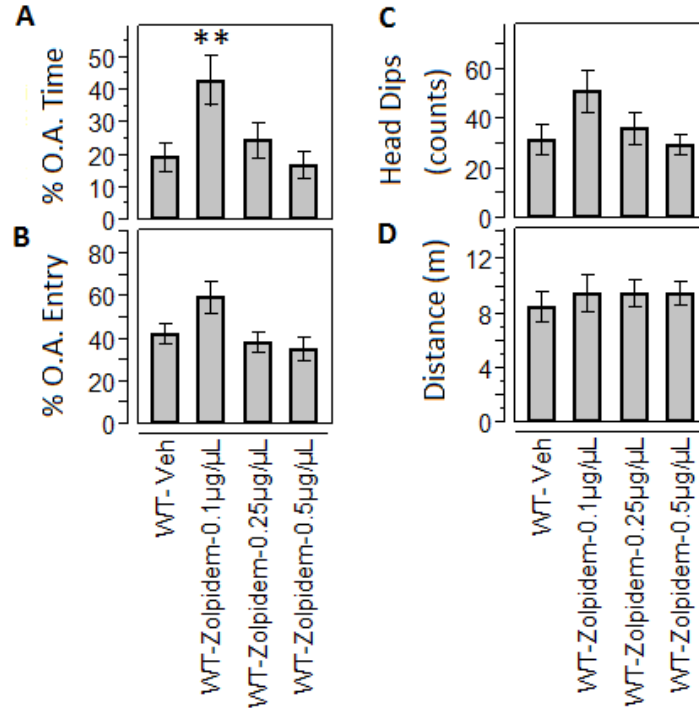 A
% O.A. Time
50
40
30
20
10
0
**
B
% O.A. Entry
80
60
40
20
0
WT- Veh
WT-Zolpidem-0.1µg/µL
WT-Zolpidem-0.25µg/µL
WT-Zolpidem-0.5µg/µL
C
Head Dips
(counts)
60
40
20
0
D
Distance (m)
12
8
4
0
WT- Veh
WT-Zolpidem-0.1µg/µL
WT-Zolpidem-0.25µg/µL
WT-Zolpidem-0.5µg/µL